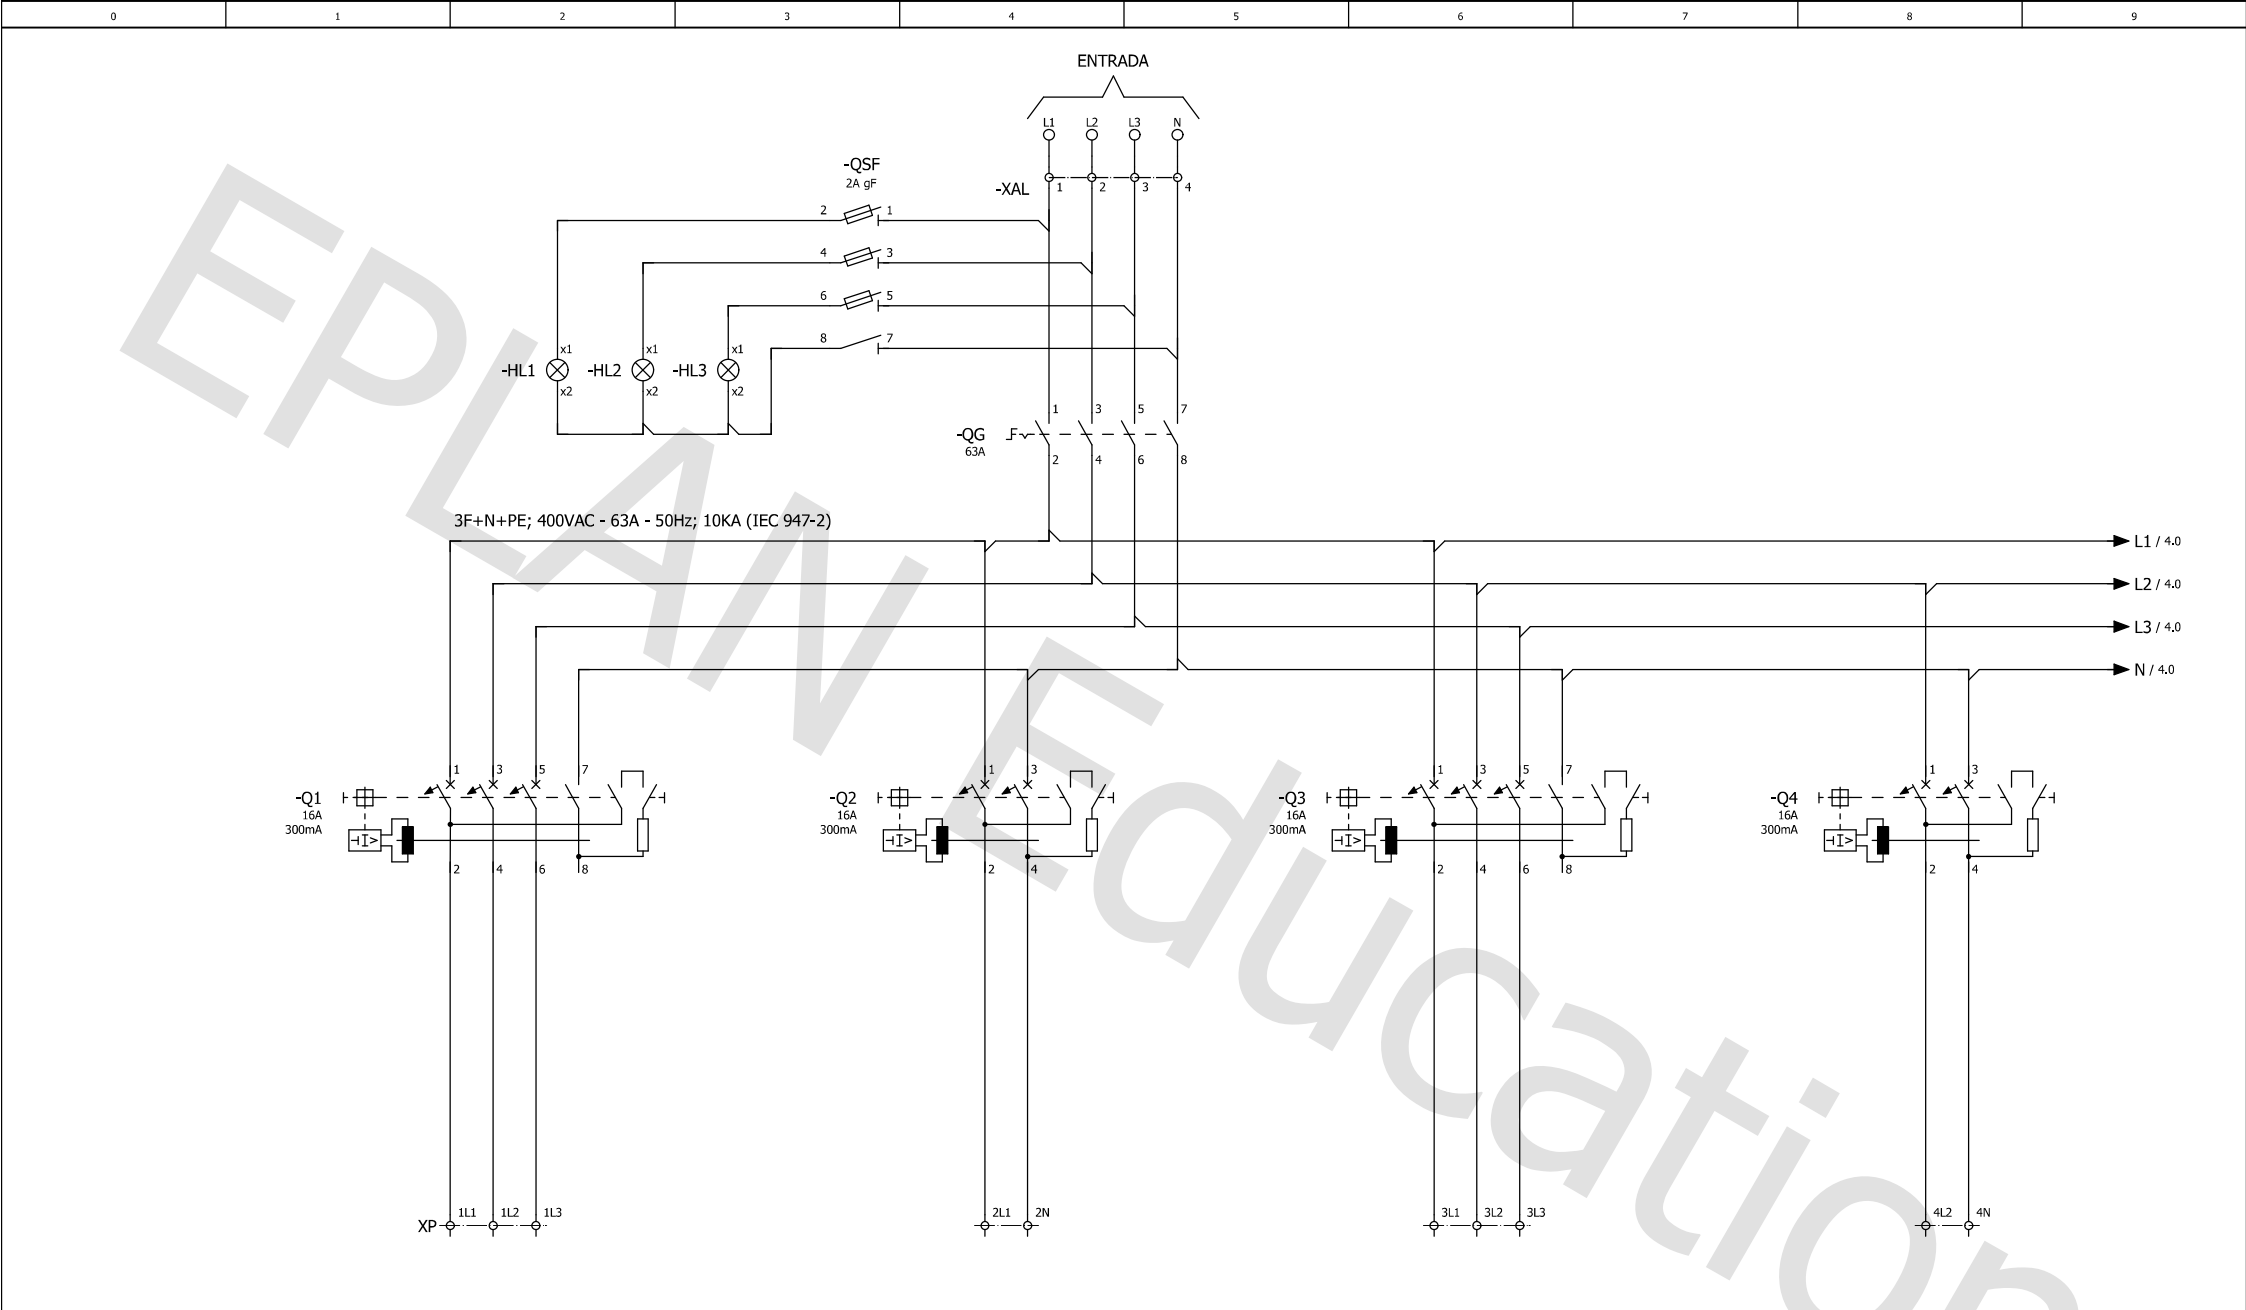 0 1 2 3 4 5 6 7 8 9
ENTRADA
L1 L2 L3 N
-QSF
2A gF
-XAL 1 2 3 4
2 1
4 3
6 5
8 7
x1 x1 x1
-HL1 -HL2 -HL3
x2 x2 x2
1 3 5 7
-QG
63A
2 4 6 8
3F+N+PE; 400VAC - 63A - 50Hz; 10KA (IEC 947-2)
L1 / 4.0
L2 / 4.0
L3 / 4.0
N / 4.0
1 3 5 7 1 3 1 3 5 7 1 3
-Q1 -Q2 -Q3 -Q4
16A 16A 16A 16A
300mA 300mA 300mA 300mA
I> I> I> I>
2 4 6 8 2 4 2 4 6 8 2 4
XP 1L1 1L2 1L3 2L1 2N 3L1 3L2 3L3 4L2 4N
EPLAN Education